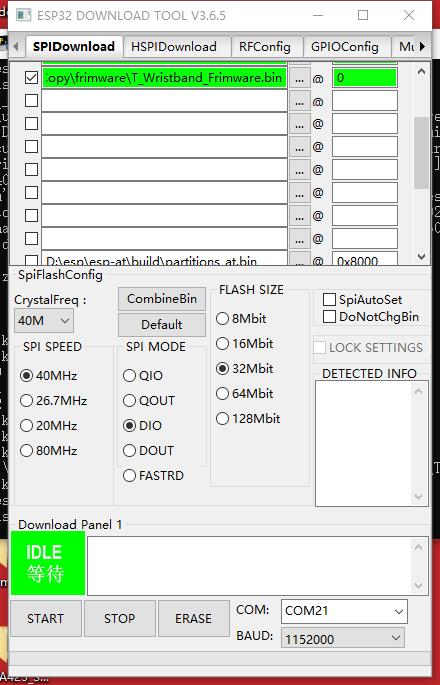 ESP32 DOWNLOAD TOOL V3.6.5
SPIDownload HSPIDownload RFConfig GPIOConfig Mu
:opy\frimware\T_Wristband_Frimware.bin ... @ 0
... @
... @
... @
... @
... @
... @
... @
D:\esp\esp-at\build\partitions_at.bin ... @ 0x8000
SpiFlashConfig
CrystalFreq :
40M
CombineBin
Default
SPI SPEED
40MHz
26.7MHz
20MHz
80MHz
SPI MODE
QIO
QOUT
DIO
DOUT
FASTRD
FLASH SIZE
8Mbit
16Mbit
32Mbit
64Mbit
128Mbit
SpiAutoSet
DoNotChgBin
LOCK SETTINGS
DETECTED INFO
Download Panel 1
IDLE
等待
START STOP ERASE
COM: COM21
BAUD: 1152000